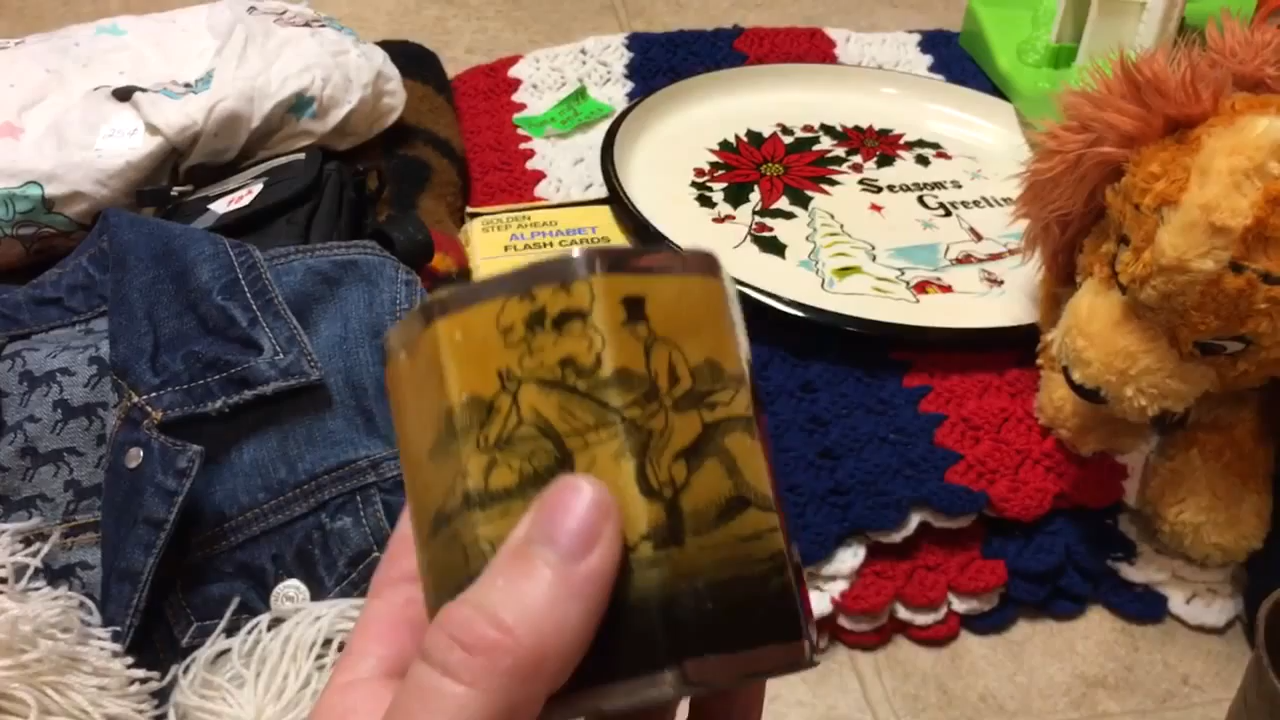 GOLDEN
STEP AHEAD
ALPHABET
FLASH CARDS
Season's
Greetin